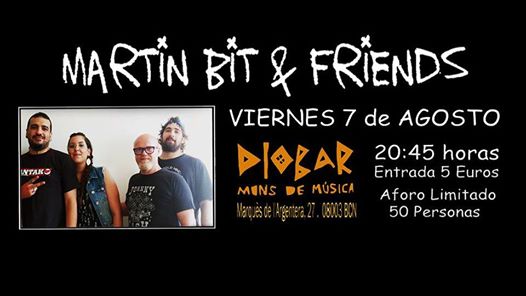 MARTIN BIT & FRIENDS
VIERNES 7 de AGOSTO
DIOBAR
MONS DE MÚSICA
Marquès de l'Argentera, 27 . 08003 BCN
20:45 horas
Entrada 5 Euros
Aforo Limitado
50 Personas